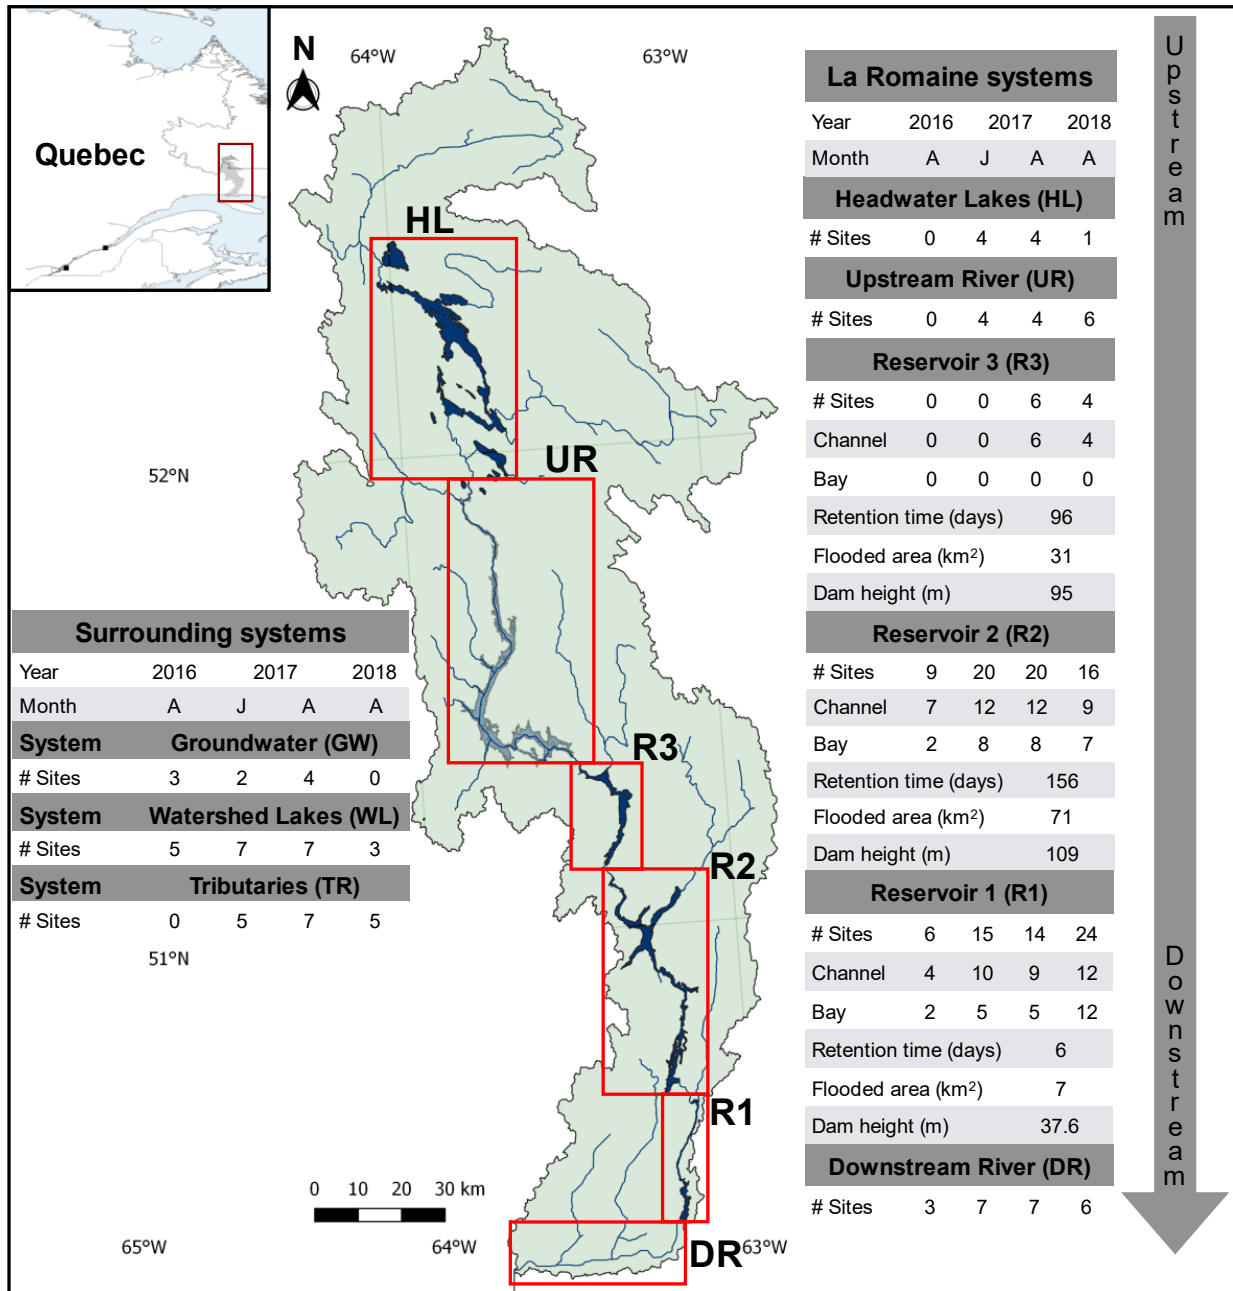 Quebec
N
64°W
63°W
HL
UR
52°N
R3
R2
51°N
R1
0 10 20 30 km
DR
65°W
64°W
63°W
Surrounding systems
Year 2016 2017 2018
Month A J A A
System Groundwater (GW)
# Sites 3 2 4 0
System Watershed Lakes (WL)
# Sites 5 7 7 3
System Tributaries (TR)
# Sites 0 5 7 5
La Romaine systems
Year 2016 2017 2018
Month A J A A
Headwater Lakes (HL)
# Sites 0 4 4 1
Upstream River (UR)
# Sites 0 4 4 6
Reservoir 3 (R3)
# Sites 0 0 6 4
Channel 0 0 6 4
Bay 0 0 0 0
Retention time (days) 96
Flooded area (km²) 31
Dam height (m) 95
Reservoir 2 (R2)
# Sites 9 20 20 16
Channel 7 12 12 9
Bay 2 8 8 7
Retention time (days) 156
Flooded area (km²) 71
Dam height (m) 109
Reservoir 1 (R1)
# Sites 6 15 14 24
Channel 4 10 9 12
Bay 2 5 5 12
Retention time (days) 6
Flooded area (km²) 7
Dam height (m) 37.6
Downstream River (DR)
# Sites 3 7 7 6
Upstream
Downstream